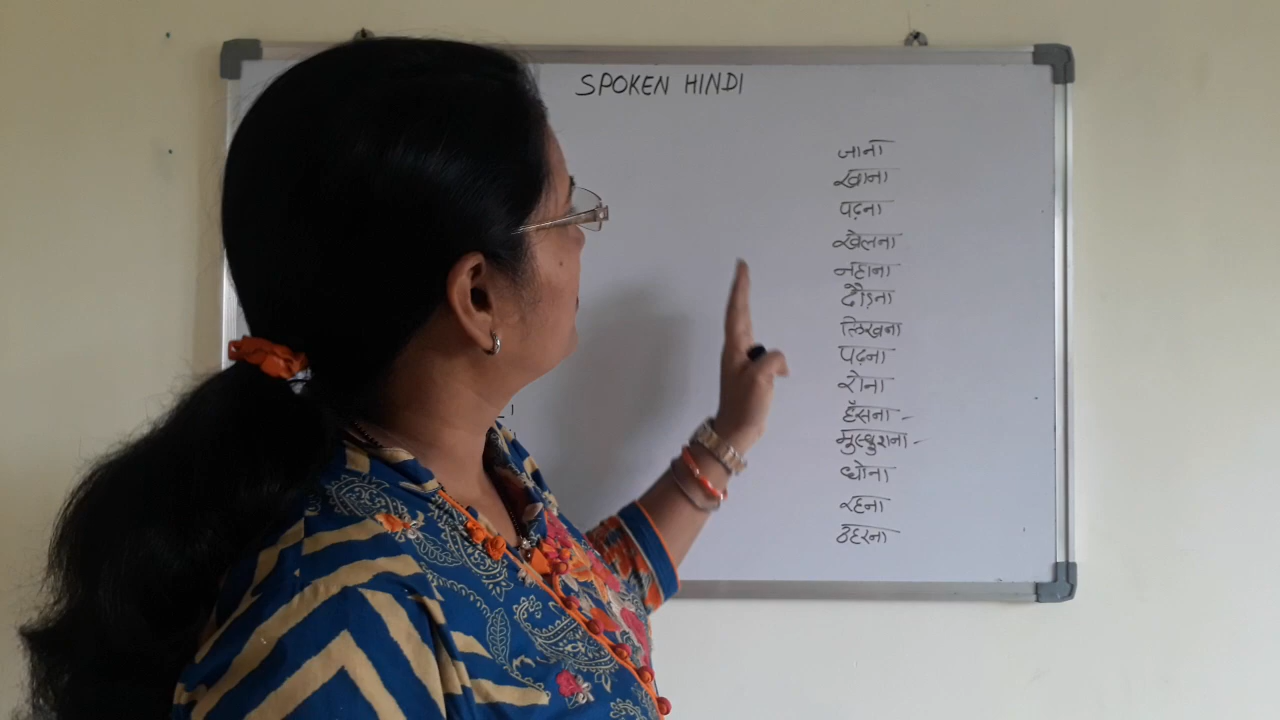 SPOKEN HINDI
जाना
खाना
पढ़ना
खेलना
नहाना
दौड़ना
लिखना
पढ़ना
रोना
हँसना -
मुस्कुराना -
धोना
रहना
ठहरना